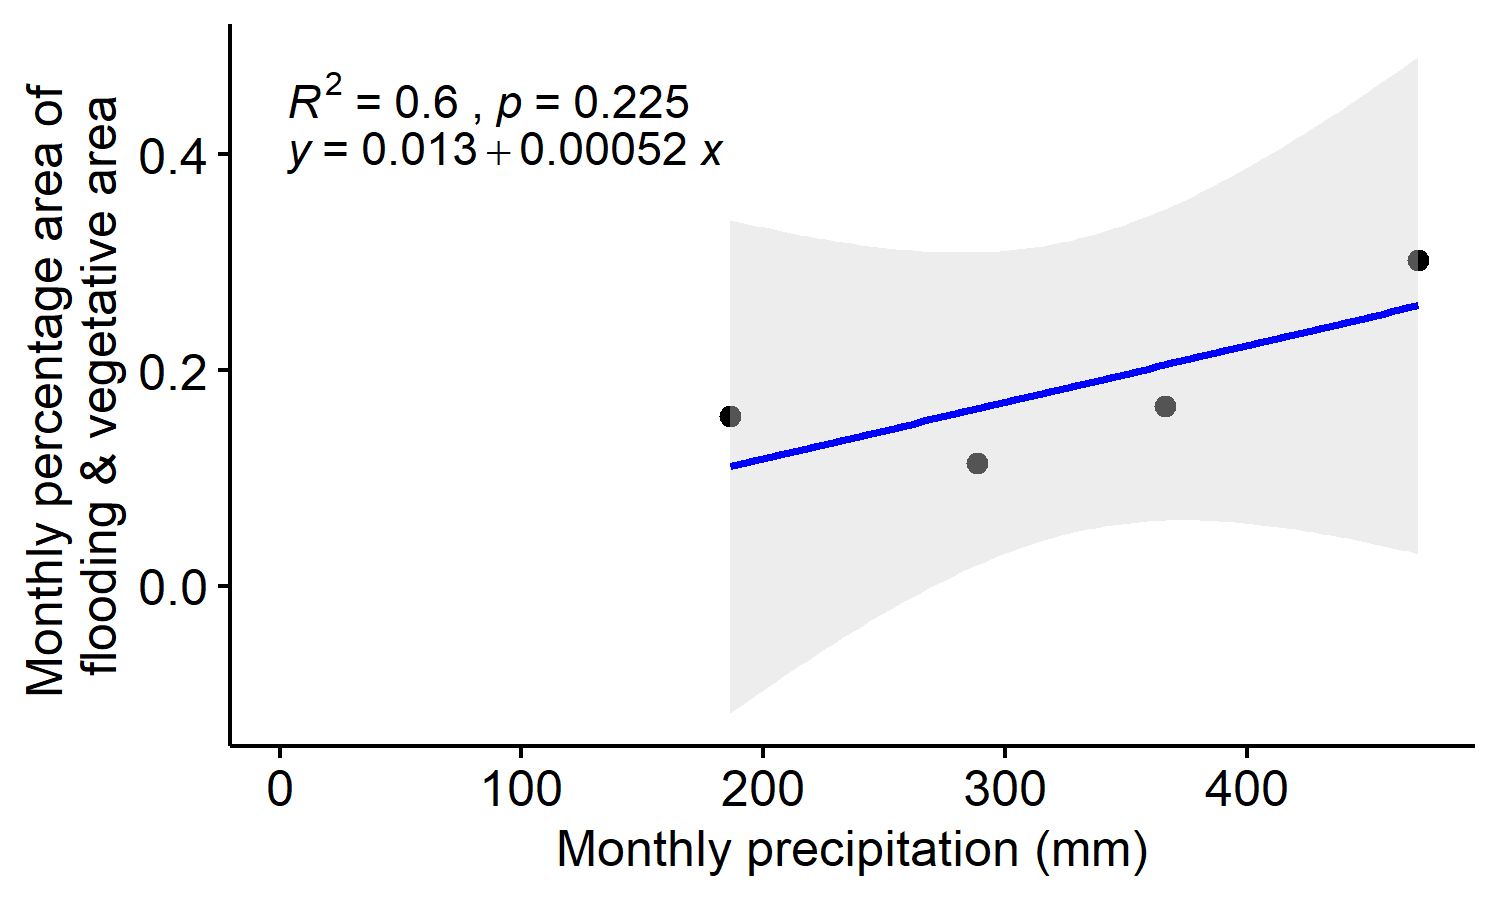 Monthly percentage area of
flooding & vegetative area
R² = 0.6 , p = 0.225
y = 0.013 + 0.00052 x
0.4
0.2
0.0
0 100 200 300 400
Monthly precipitation (mm)